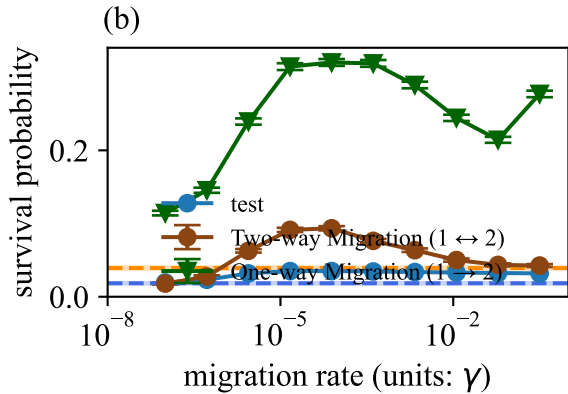 (b)
survival probability
0.2
0.0
test
Two-way Migration (1 ↔ 2)
One-way Migration (1 → 2)
10⁻⁸
10⁻⁵
10⁻²
migration rate (units: γ)